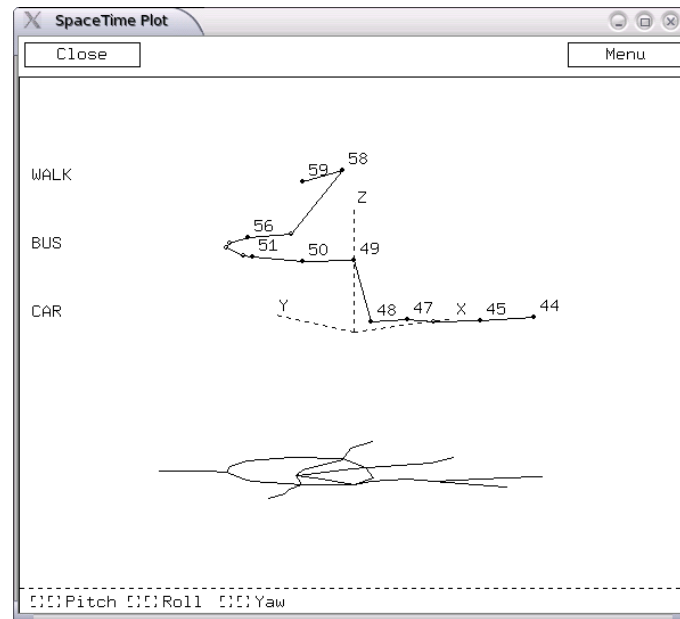 SpaceTime Plot
Close Menu
58
59
WALK
Z
56
BUS 51 50 49
Y
CAR 48 47 X 45 44
Pitch Roll Yaw